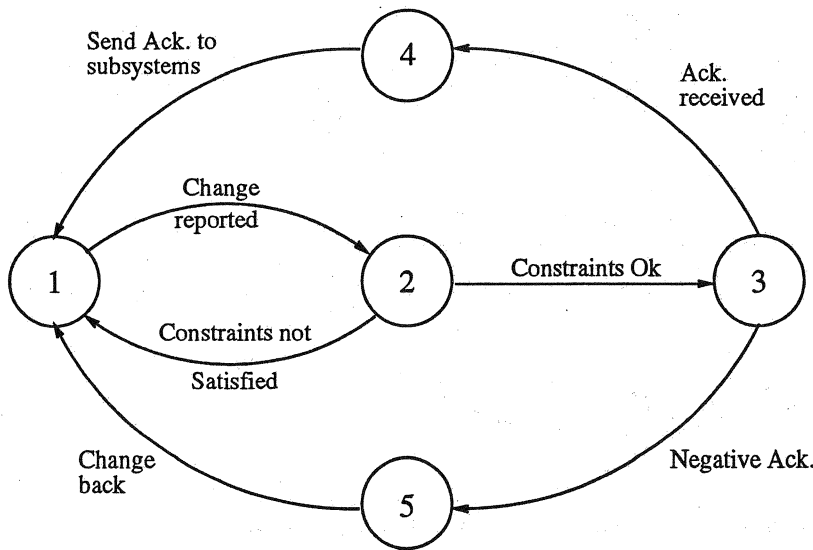 Send Ack. to
subsystems
4
Ack.
received
Change
reported
1
2
Constraints Ok
3
Constraints not
Satisfied
Change
back
5
Negative Ack.